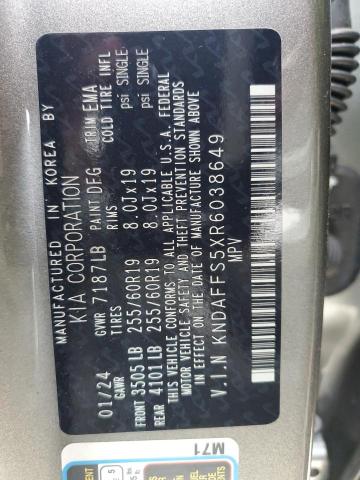 MANUFACTURED IN KOREA BY
KIA CORPORATION
GVWR 7187LB PAINT DFG TRIM EMA
TIRES RIMS COLD TIRE INFL
01/24 GAWR psi SINGLE psi SINGLE
FRONT 3505LB 255/60R19 8.0Jx19
REAR 4101LB 255/60R19 8.0Jx19
THIS VEHICLE CONFORMS TO ALL APPLICABLE U.S.A. FEDERAL
MOTOR VEHICLE SAFETY AND THEFT PREVENTION STANDARDS
IN EFFECT ON THE DATE OF MANUFACTURE SHOWN ABOVE
V.I.N KNDAFFS5XR6038649
MPV
M71
5